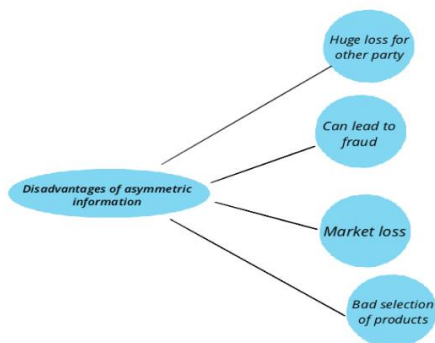 Huge loss for
other party
Can lead to
fraud
Disadvantages of asymmetric
information
Market loss
Bad selection
of products